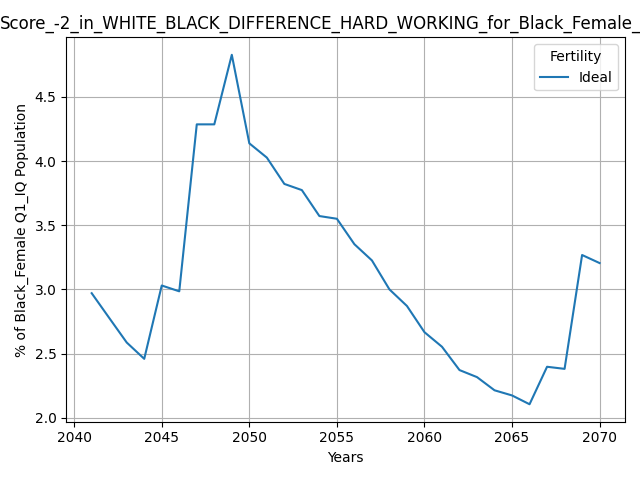 Score_-2_in_WHITE_BLACK_DIFFERENCE_HARD_WORKING_for_Black_Female_
Fertility
Ideal
% of Black_Female Q1_IQ Population
4.5
4.0
3.5
3.0
2.5
2.0
2040
2045
2050
2055
2060
2065
2070
Years